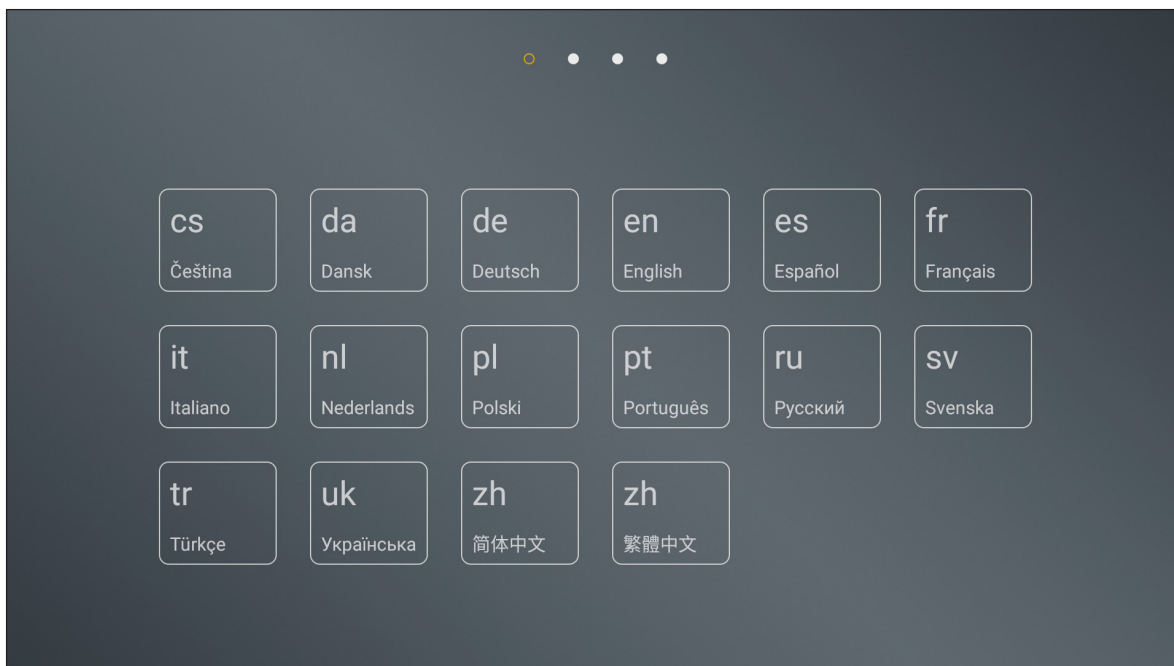 cs
Čeština
da
Dansk
de
Deutsch
en
English
es
Español
fr
Français
it
Italiano
nl
Nederlands
pl
Polski
pt
Português
ru
Русский
sv
Svenska
tr
Türkçe
uk
Українська
zh
简体中文
zh
繁體中文